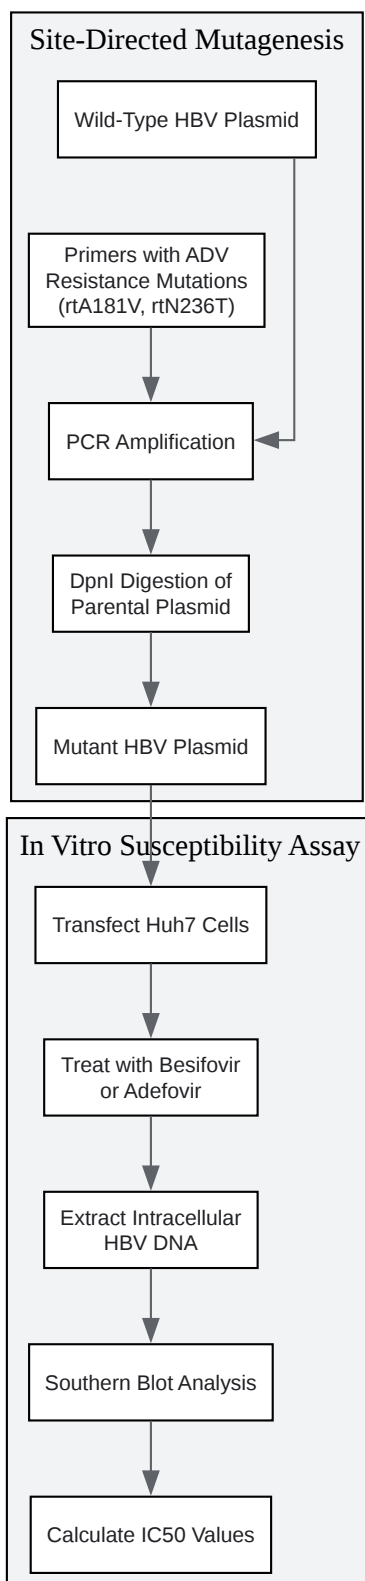 Site-Directed Mutagenesis
Wild-Type HBV Plasmid
Primers with ADV
Resistance Mutations
(rtA181V, rtN236T)
PCR Amplification
DpnI Digestion of
Parental Plasmid
Mutant HBV Plasmid
In Vitro Susceptibility Assay
Transfect Huh7 Cells
Treat with Besifovir
or Adefovir
Extract Intracellular
HBV DNA
Southern Blot Analysis
Calculate IC50 Values